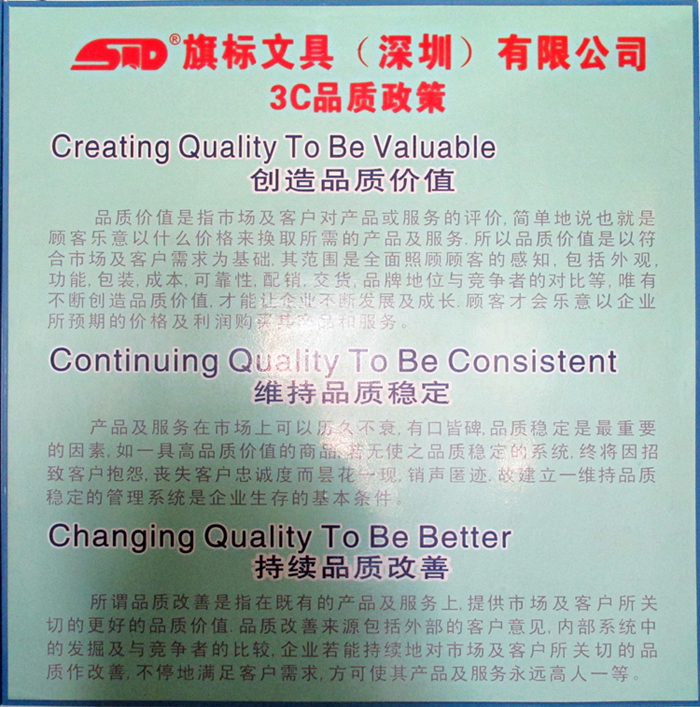 STD® 旗标文具（深圳）有限公司
3C品质政策
Creating Quality To Be Valuable
创造品质价值
品质价值是指市场及客户对产品或服务的评价, 简单地说也就是
顾客乐意以什么价格来换取所需的产品及服务. 所以品质价值是以符
合市场及客户需求为基础, 其范围是全面照顾顾客的感知, 包括外观,
功能, 包装, 成本, 可靠性, 配销, 交货, 品牌地位与竞争者的对比等, 唯有
不断创造品质价值, 才能让企业不断发展及成长, 顾客才会乐意以企业
所预期的价格及利润购买其产品和服务。
Continuing Quality To Be Consistent
维持品质稳定
产品及服务在市场上可以历久不衰, 有口皆碑, 品质稳定是最重要
的因素, 如一具高品质价值的商品, 若无使之品质稳定的系统, 终将因招
致客户抱怨, 丧失客户忠诚度而昙花一现, 销声匿迹. 故建立一维持品质
稳定的管理系统是企业生存的基本条件。
Changing Quality To Be Better
持续品质改善
所谓品质改善是指在既有的产品及服务上, 提供市场及客户所关
切的更好的品质价值. 品质改善来源包括外部的客户意见, 内部系统中
的发掘及与竞争者的比较, 企业若能持续地对市场及客户所关切的品
质作改善, 不停地满足客户需求, 方可使其产品及服务永远高人一等。